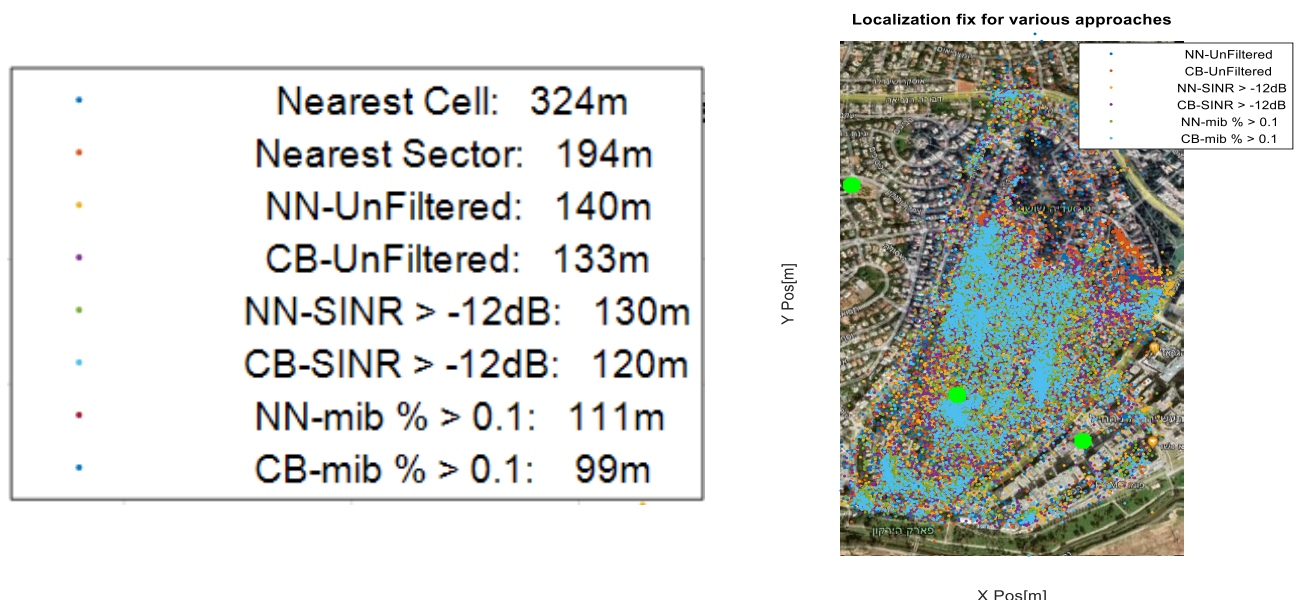 Nearest Cell: 324m
Nearest Sector: 194m
NN-UnFiltered: 140m
CB-UnFiltered: 133m
NN-SINR > -12dB: 130m
CB-SINR > -12dB: 120m
NN-mib % > 0.1: 111m
CB-mib % > 0.1: 99m
Localization fix for various approaches
NN-UnFiltered
CB-UnFiltered
NN-SINR > -12dB
CB-SINR > -12dB
NN-mib % > 0.1
CB-mib % > 0.1
Y Pos[m]
פארק הירקון
X Pos[m]